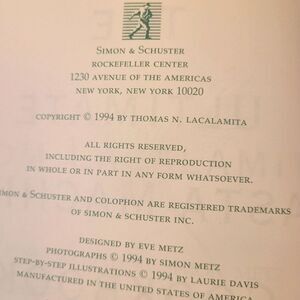 SIMON & SCHUSTER
ROCKEFELLER CENTER
1230 AVENUE OF THE AMERICAS
NEW YORK, NEW YORK 10020
COPYRIGHT © 1994 BY THOMAS N. LACALAMITA
ALL RIGHTS RESERVED,
INCLUDING THE RIGHT OF REPRODUCTION
IN WHOLE OR IN PART IN ANY FORM WHATSOEVER.
IMON & SCHUSTER AND COLOPHON ARE REGISTERED TRADEMARKS
OF SIMON & SCHUSTER INC.
DESIGNED BY EVE METZ
PHOTOGRAPHS © 1994 BY SIMON METZ
STEP-BY-STEP ILLUSTRATIONS © 1994 BY LAURIE DAVIS
MANUFACTURED IN THE UNITED STATES OF AMERICA